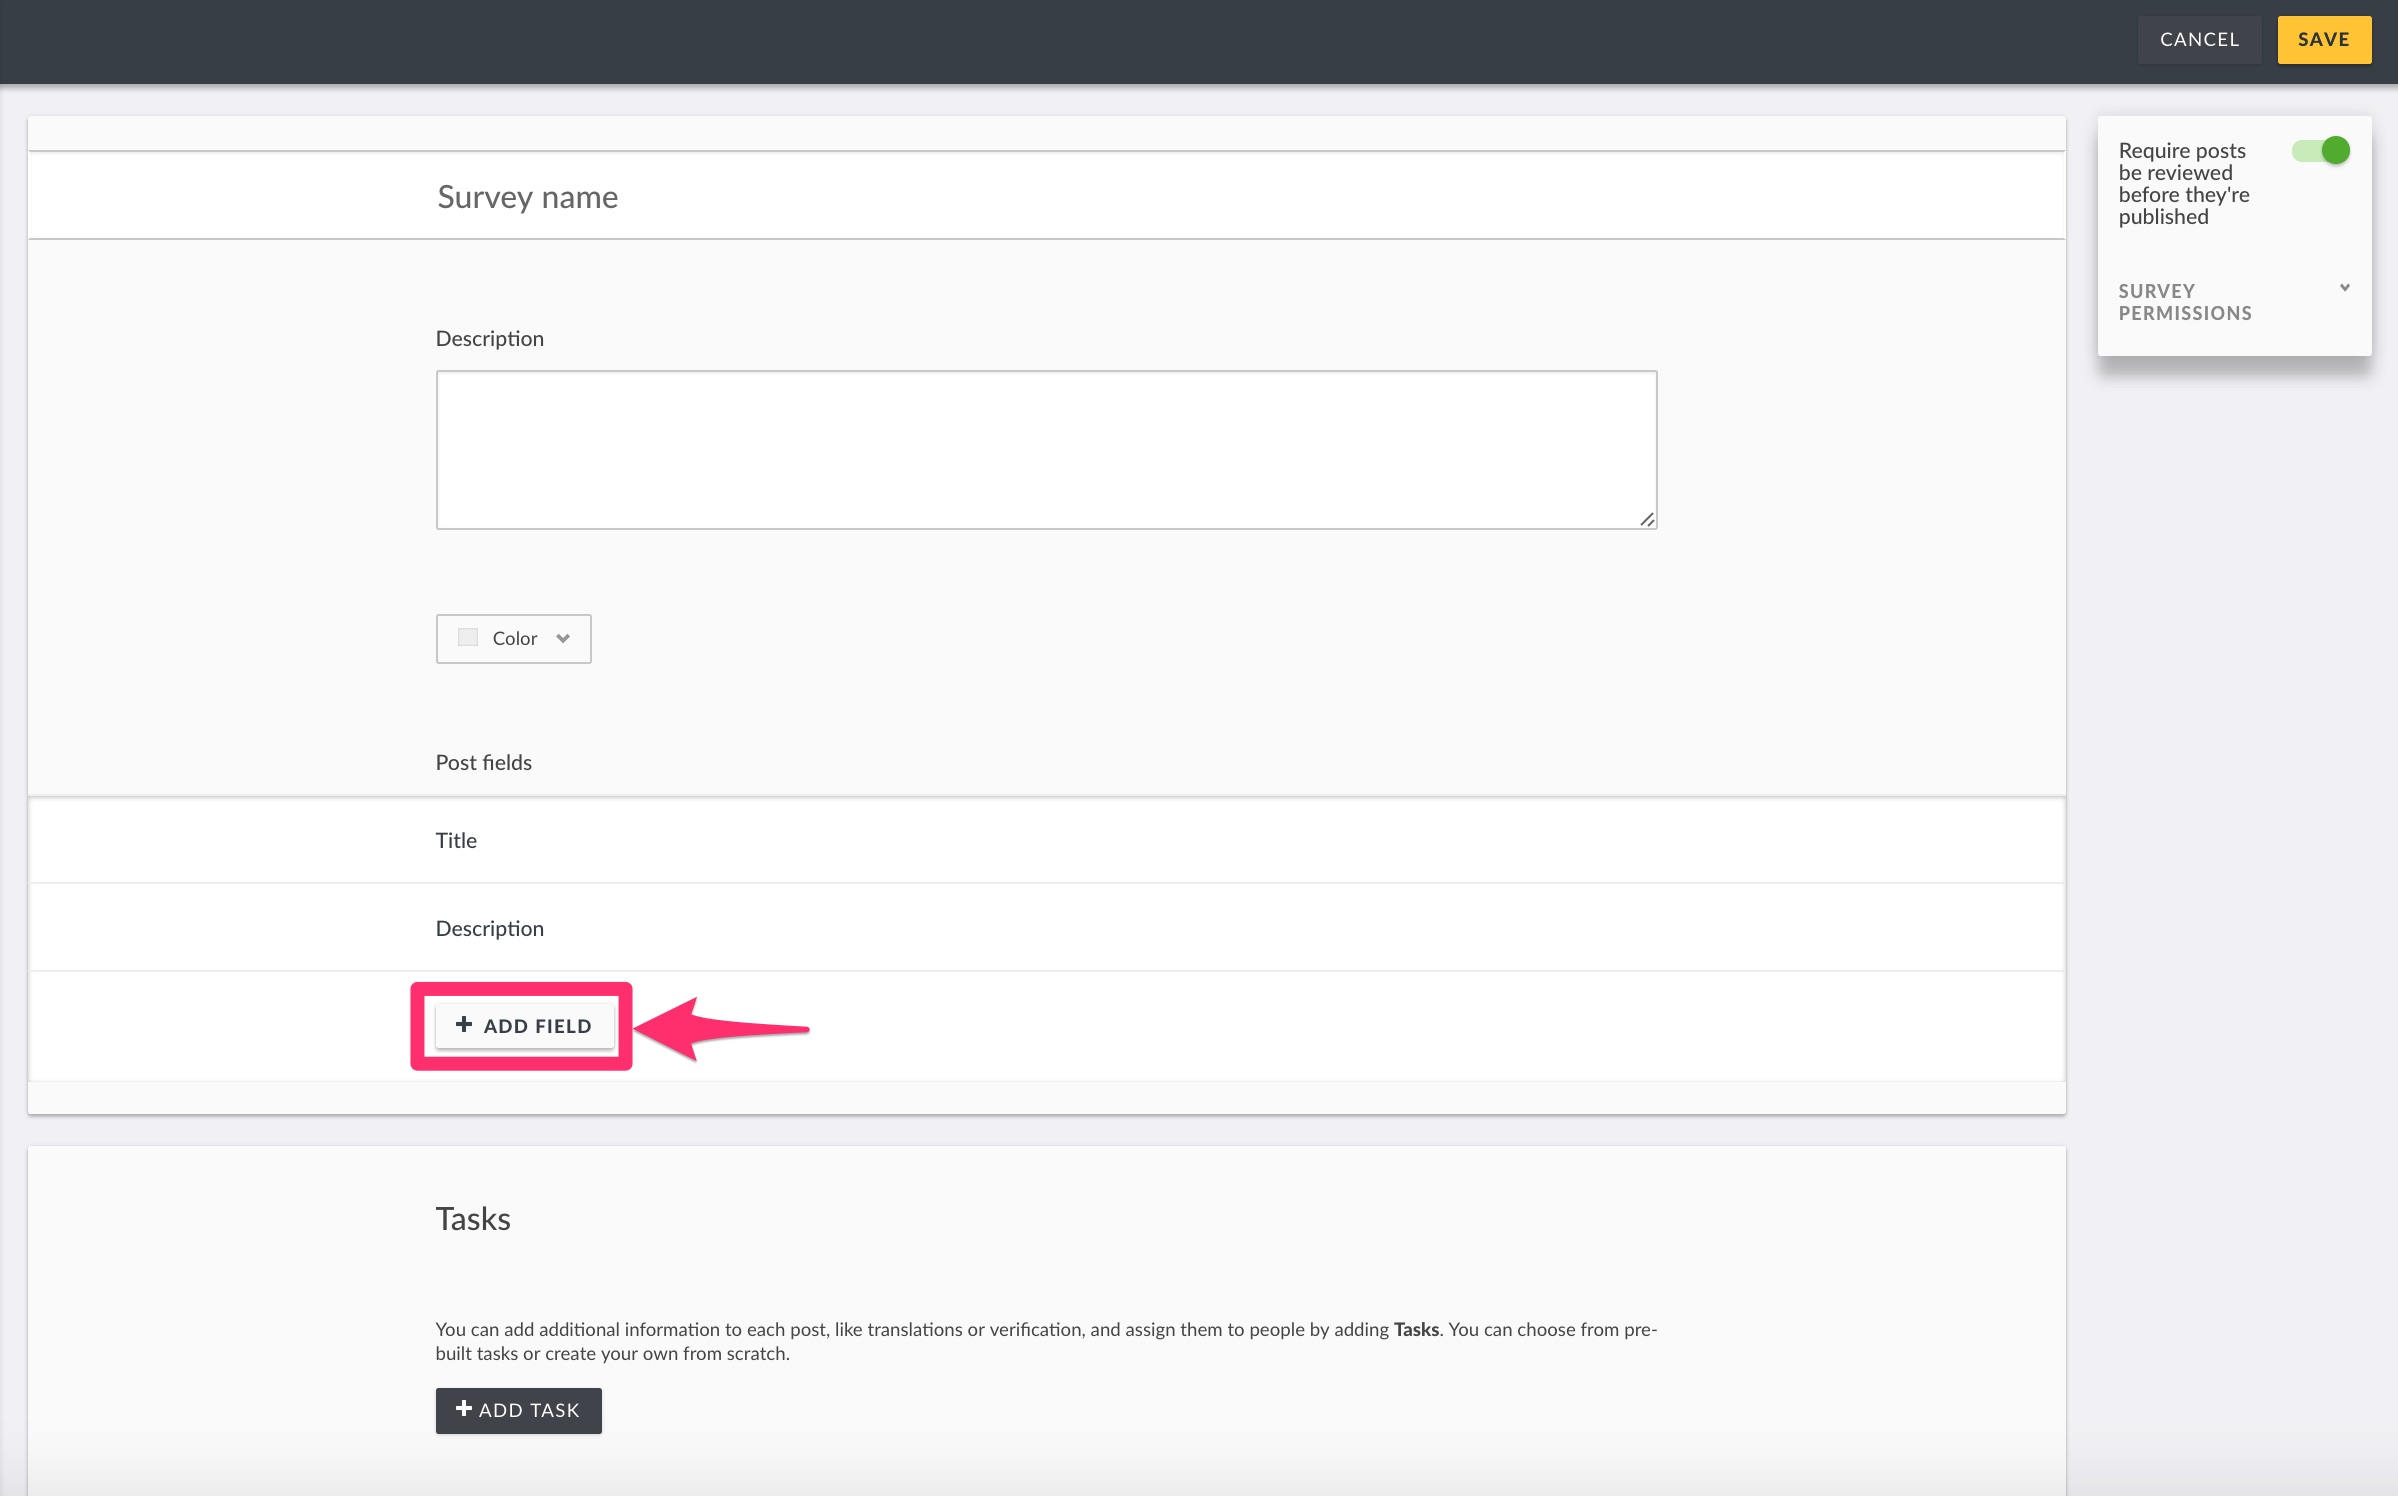 CANCEL
SAVE
Survey name
Description
Color
Post fields
Title
Description
ADD FIELD
Tasks
You can add additional information to each post, like translations or verification, and assign them to people by adding Tasks. You can choose from pre-
built tasks or create your own from scratch.
ADD TASK
Require posts
be reviewed
before they're
published
SURVEY
PERMISSIONS